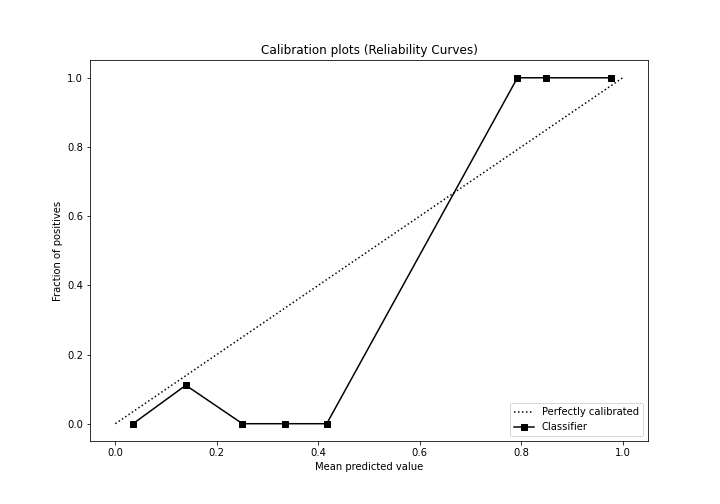 Calibration plots (Reliability Curves)
1.0
0.8
0.6
0.4
0.2
0.0
Fraction of positives
0.0 0.2 0.4 0.6 0.8 1.0
Mean predicted value
Perfectly calibrated
Classifier